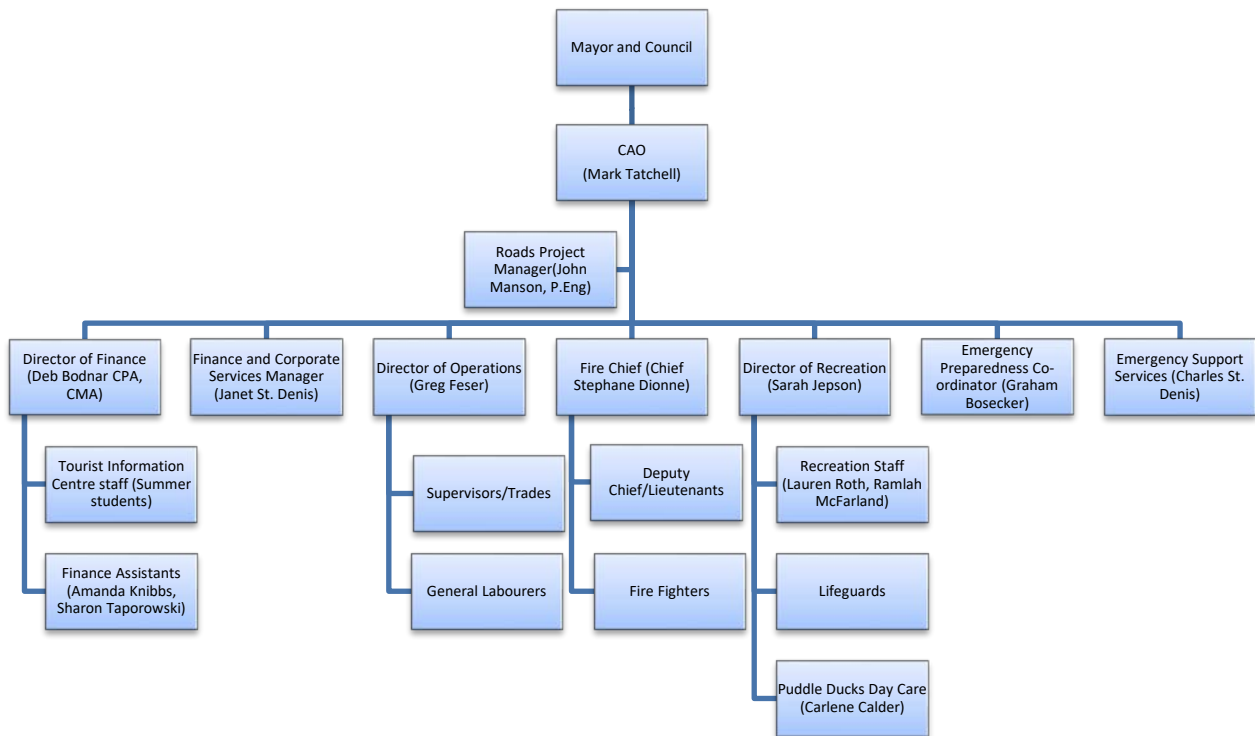 Mayor and Council
CAO
(Mark Tatchell)
Roads Project
Manager(John
Manson, P.Eng)
Director of Finance
(Deb Bodnar CPA,
CMA)
Finance and Corporate
Services Manager
(Janet St. Denis)
Director of Operations
(Greg Feser)
Fire Chief (Chief
Stephane Dionne)
Director of Recreation
(Sarah Jepson)
Emergency
Preparedness Co-
ordinator (Graham
Bosecker)
Emergency Support
Services (Charles St.
Denis)
Tourist Information
Centre staff (Summer
students)
Finance Assistants
(Amanda Knibbs,
Sharon Taporowski)
Supervisors/Trades
General Labourers
Deputy
Chief/Lieutenants
Fire Fighters
Recreation Staff
(Lauren Roth, Ramlah
McFarland)
Lifeguards
Puddle Ducks Day Care
(Carlene Calder)